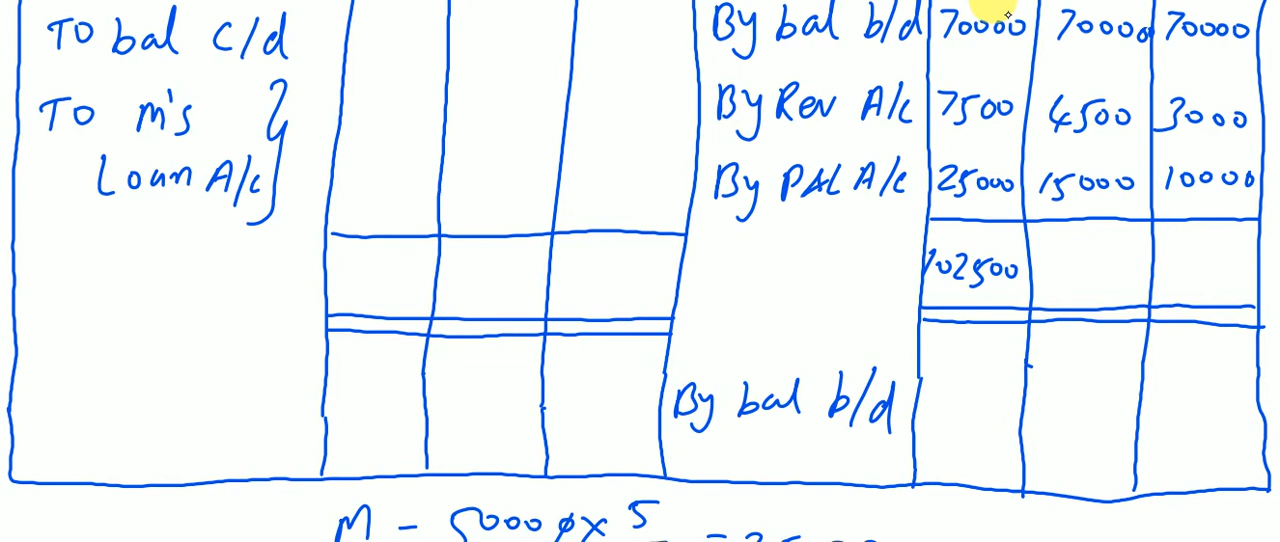 To bal c/d
To M's
Loan A/c
By bal b/d 70000 70000 70000
By Rev A/c 7500 4500 3000
By P&L A/c 25000 15000 10000
102500
By bal b/d
M - 50000 x 5